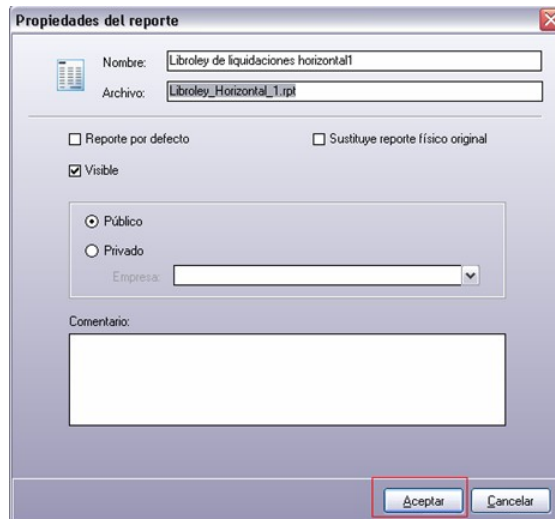 Propiedades del reporte
Nombre: Libroley de liquidaciones horizontal1
Archivo: Libroley_Horizontal_1.rpt
Reporte por defecto Sustituye reporte físico original
Visible
Público
Privado
Empresa:
Comentario:
Aceptar Cancelar